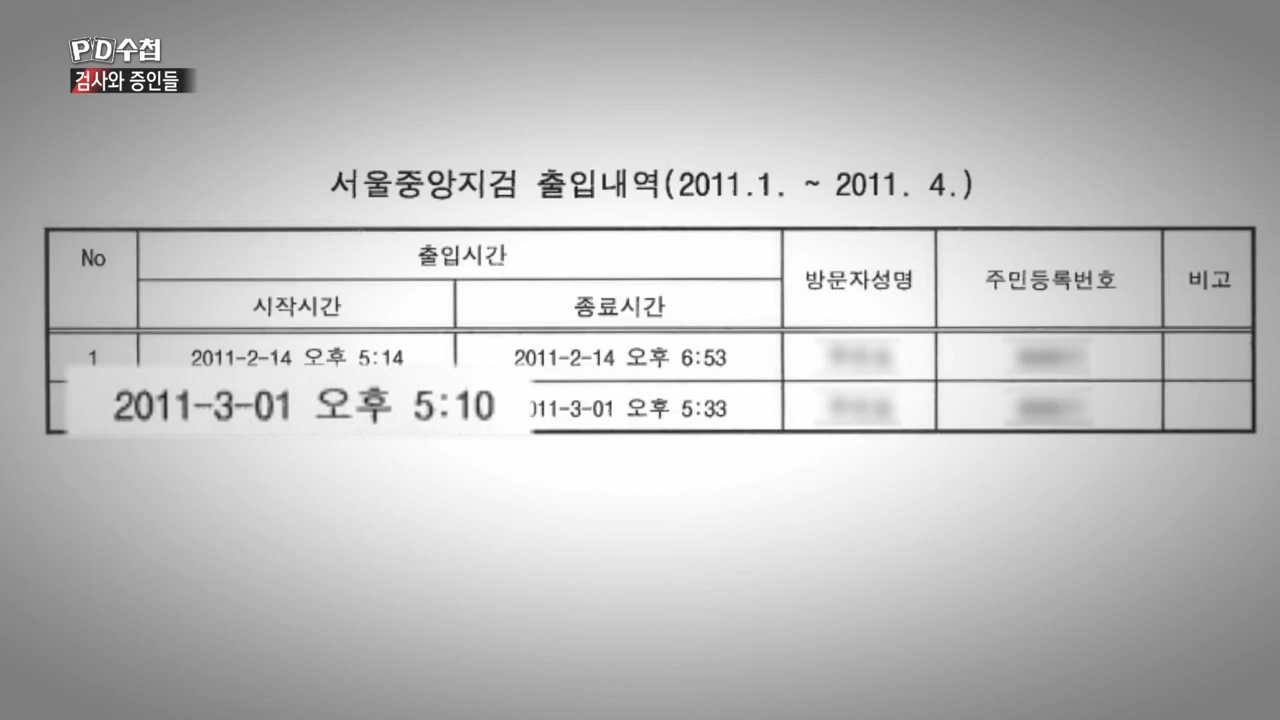 PD수첩
검사와 증인들
서울중앙지검 출입내역(2011.1. ~ 2011. 4.)
No 출입시간 방문자성명 주민등록번호 비고
시작시간 종료시간
1 2011-2-14 오후 5:14 2011-2-14 오후 6:53
2011-3-01 오후 5:10 011-3-01 오후 5:33